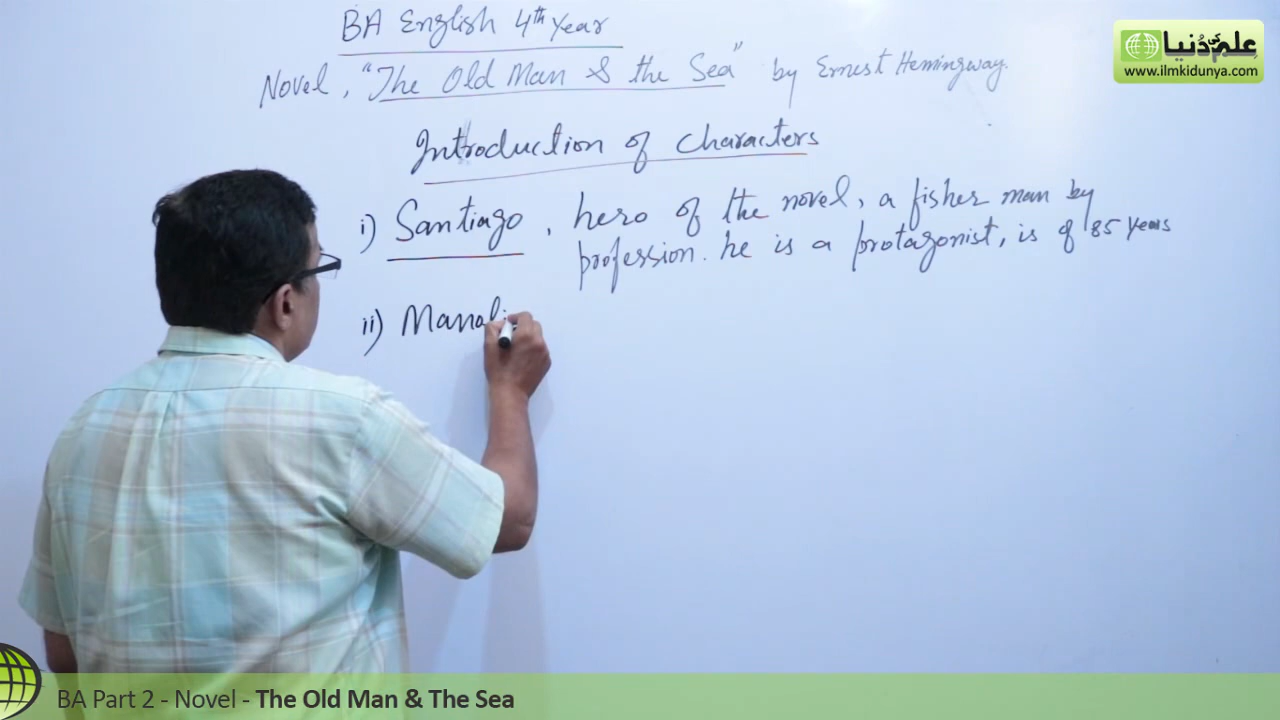 BA English 4th Year
علم کی دُنیا
www.ilmkidunya.com
Novel, "The Old Man & the Sea" by Ernest Hemingway.
Introduction of characters
i) Santiago, hero of the novel, a fisher man by
profession. he is a protagonist, is of 85 years
ii) Manoli
BA Part 2 - Novel - The Old Man & The Sea